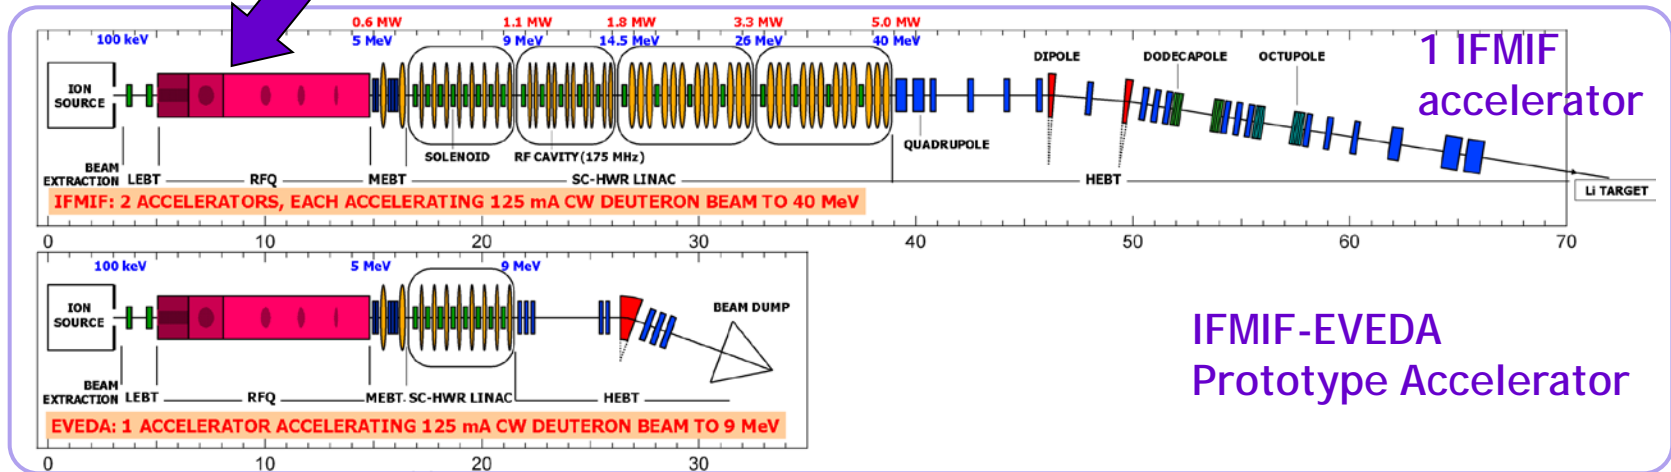 0.6 MW 1.1 MW 1.8 MW 3.3 MW 5.0 MW
100 keV 5 MeV 9 MeV 14.5 MeV 26 MeV 40 MeV
1 IFMIF
accelerator
DIPOLE DODECAPOLE OCTUPOLE
ION
SOURCE
SOLENOID RF CAVITY (175 MHz) QUADRUPOLE
BEAM
EXTRACTION LEBT RFQ MEBT SC-HWR LINAC HEBT
Li TARGET
IFMIF: 2 ACCELERATORS, EACH ACCELERATING 125 mA CW DEUTERON BEAM TO 40 MeV
0 10 20 30 40 50 60 70
100 keV 5 MeV 9 MeV
ION
SOURCE
BEAM DUMP
IFMIF-EVEDA
Prototype Accelerator
BEAM
EXTRACTION LEBT RFQ MEBT SC-HWR LINAC HEBT
EVEDA: 1 ACCELERATOR ACCELERATING 125 mA CW DEUTERON BEAM TO 9 MeV
0 10 20 30